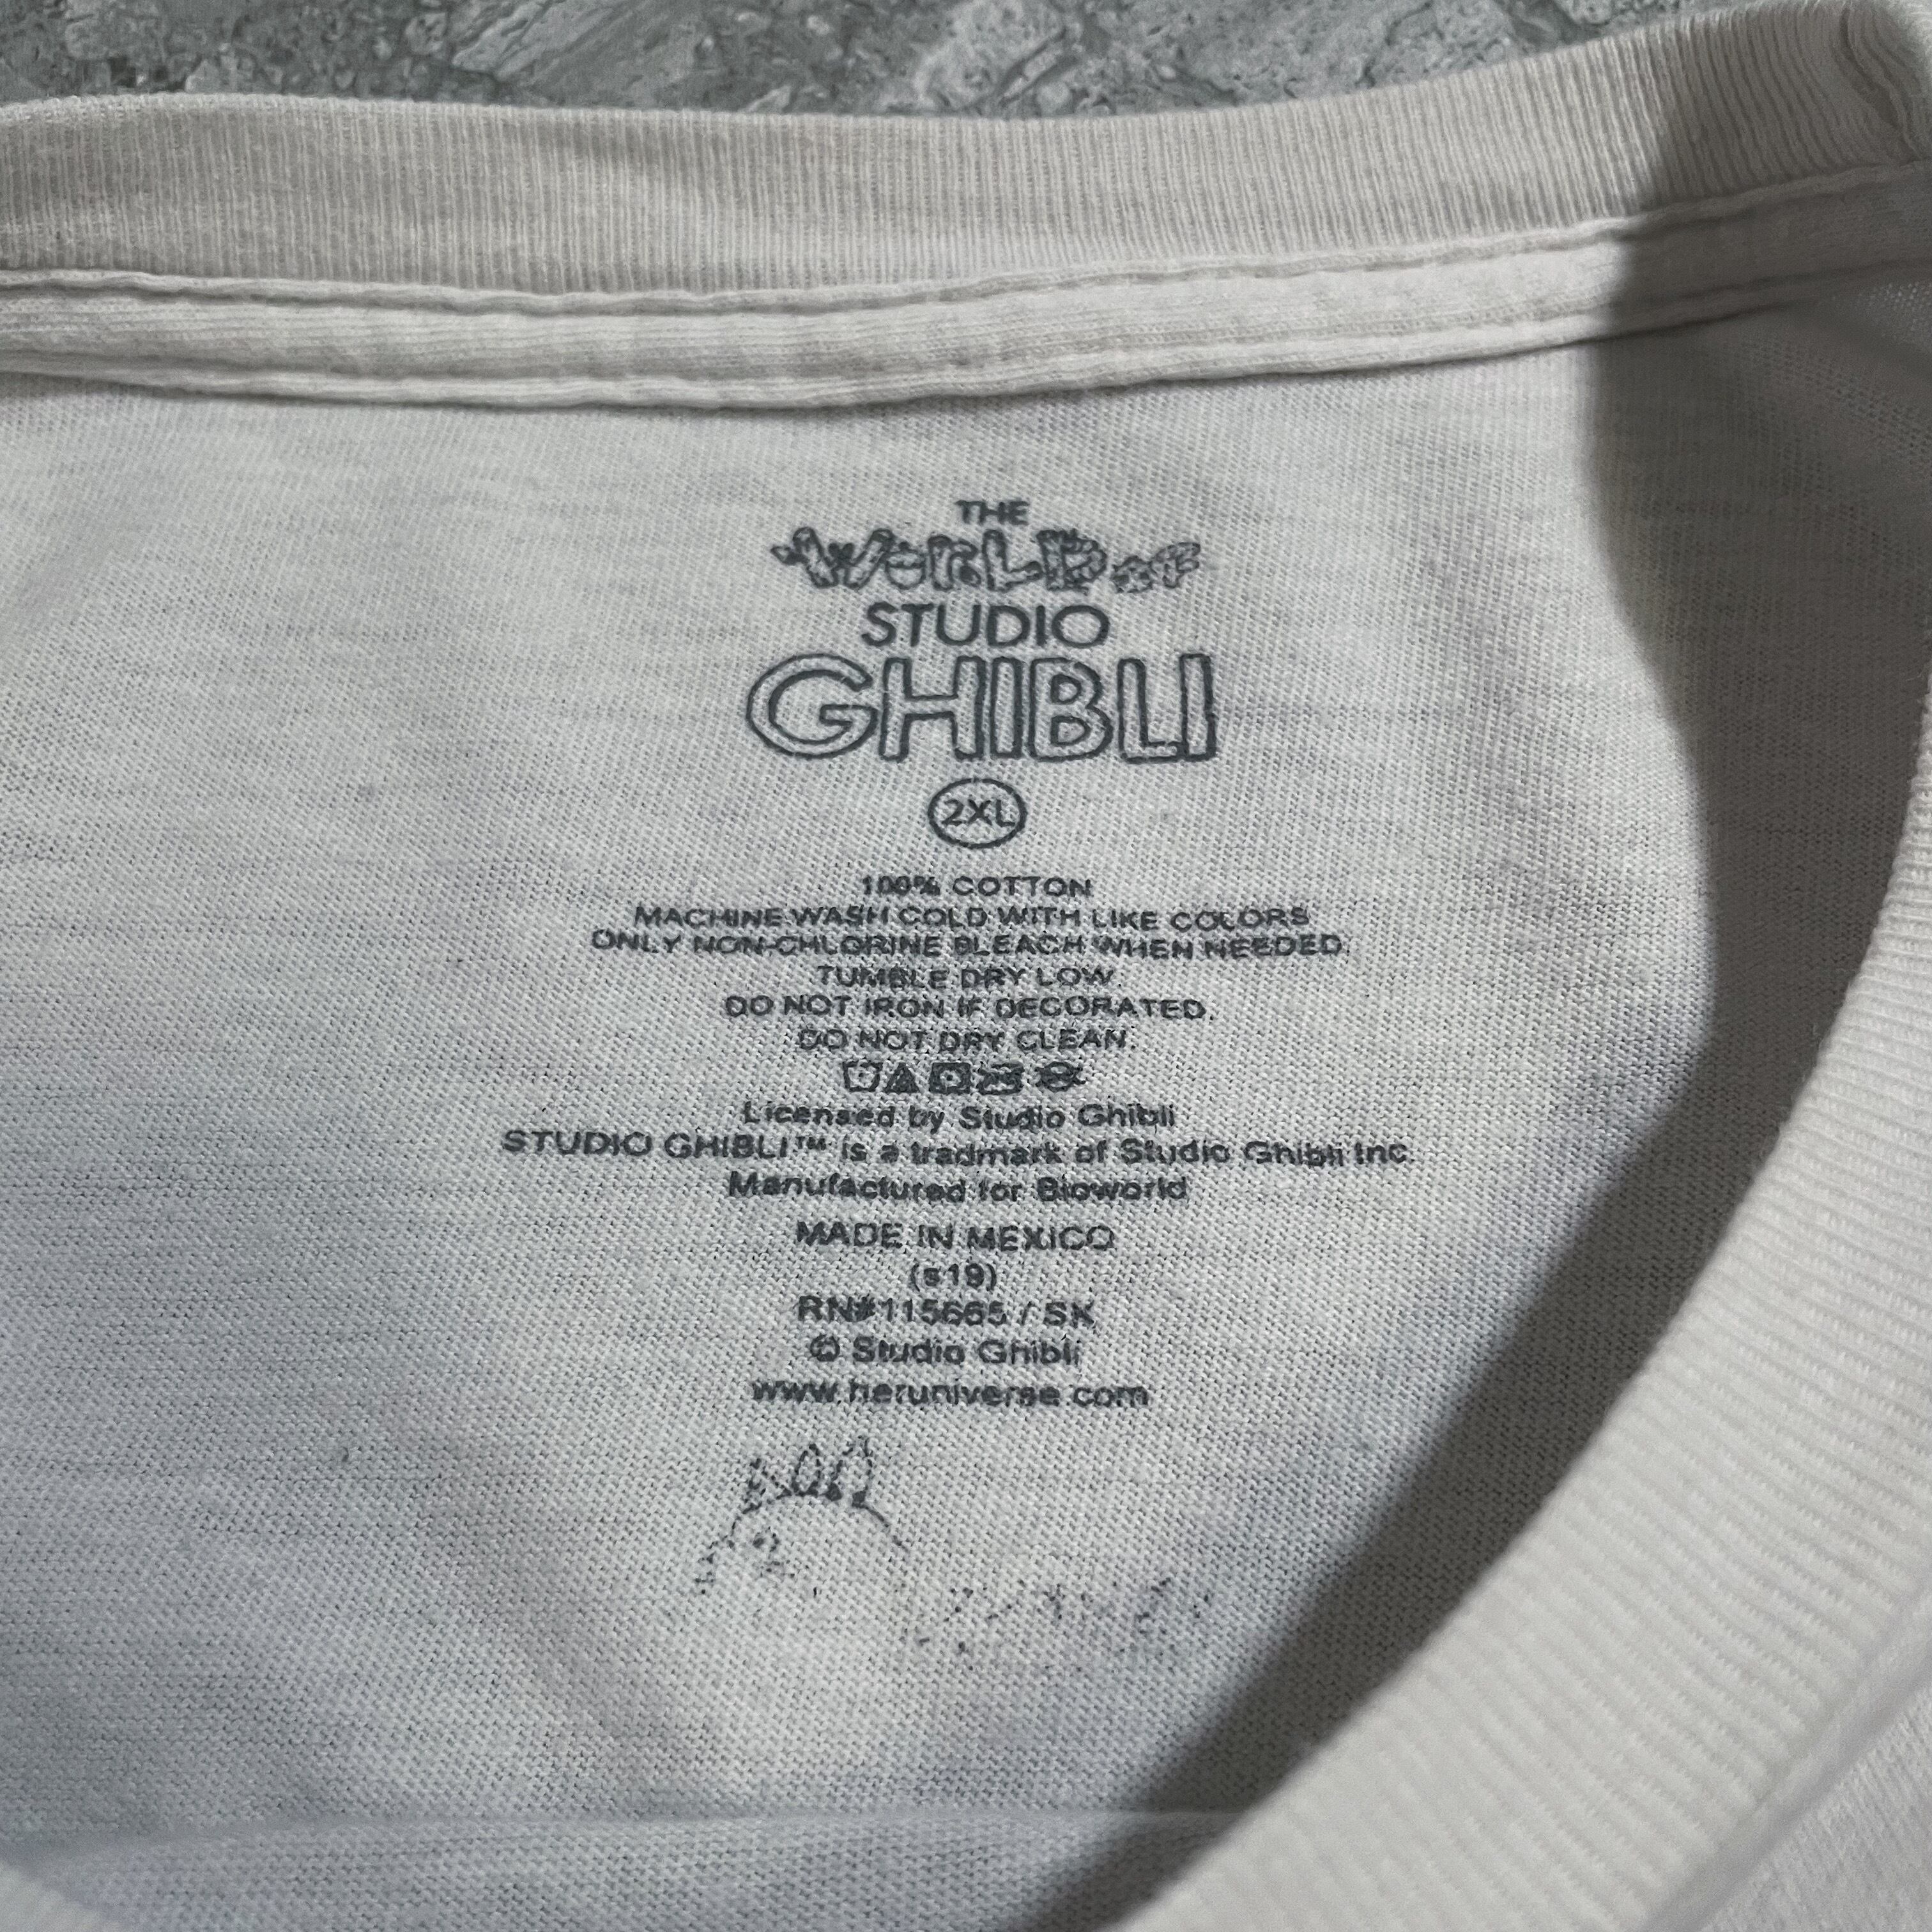 THE
WORLD OF
STUDIO
GHIBLI
2XL
100% COTTON
MACHINE WASH COLD WITH LIKE COLORS
ONLY NON-CHLORINE BLEACH WHEN NEEDED.
TUMBLE DRY LOW.
DO NOT IRON IF DECORATED.
DO NOT DRY CLEAN.
Licensed by Studio Ghibli
STUDIO GHIBLI™ is a tradmark of Studio Ghibli Inc.
Manufactured for Bioworld
MADE IN MEXICO
(s19)
RN#115665 / SK
© Studio Ghibli
www.heruniverse.com